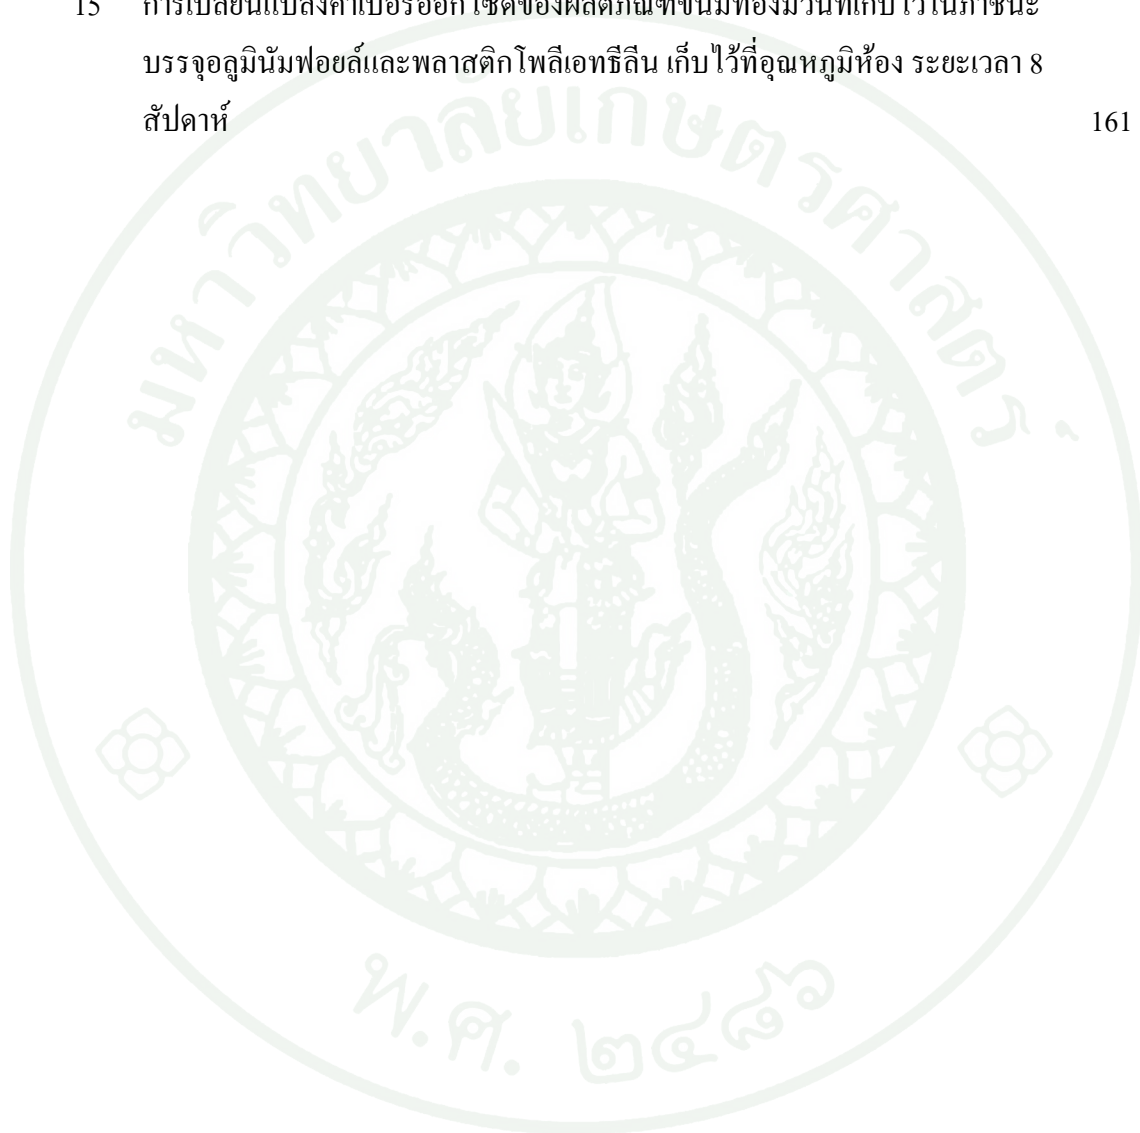 15 การเปลี่ยนแปลงค่าเปอร์ออกไซด์ของผลิตภัณฑ์ขนมทองม้วนที่เก็บไว้ในภาชนะ
บรรจุอลูมินัมฟอยล์และพลาสติกโพลีเอทธีลีน เก็บไว้ที่อุณหภูมิห้อง ระยะเวลา 8
สัปดาห์ 161
มหาวิทยาลัยเกษตรศาสตร์
พ.ศ. ๒๔๘๖